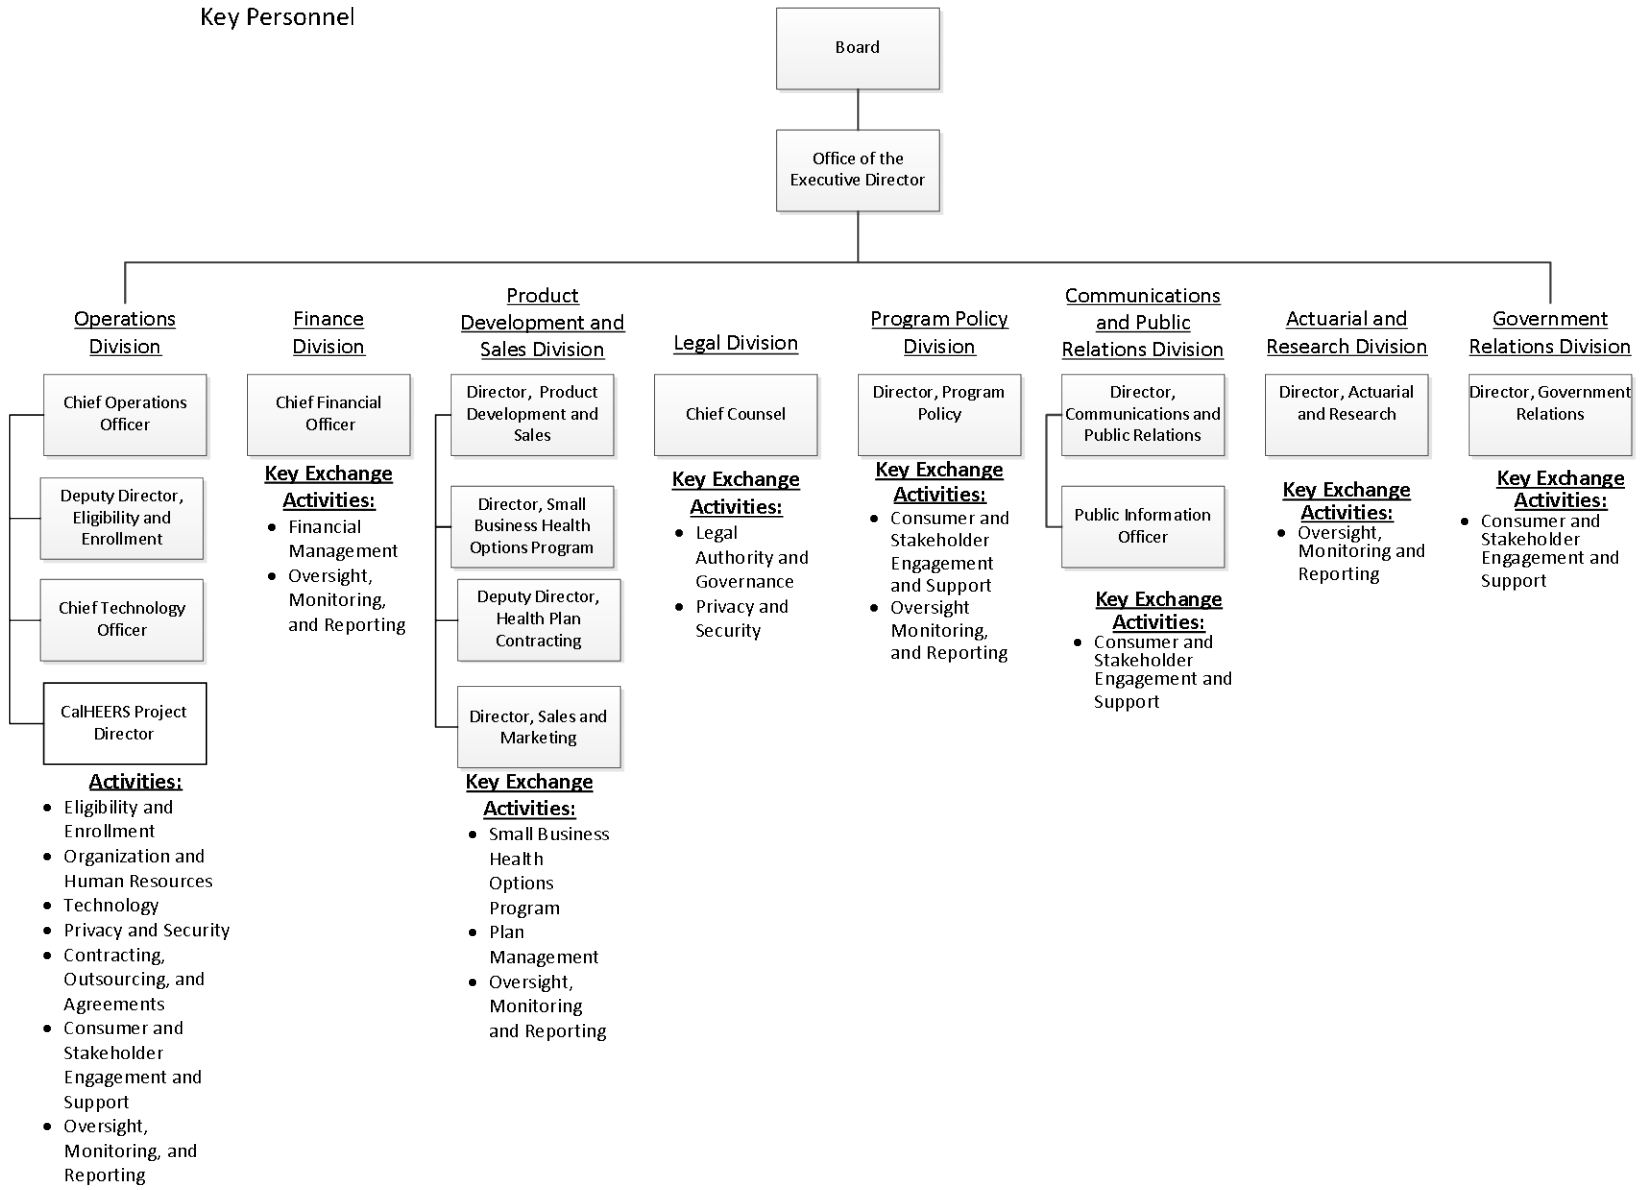 Key Personnel
Board
Office of the
Executive Director
Operations
Division
Chief Operations
Officer
Deputy Director,
Eligibility and
Enrollment
Chief Technology
Officer
CalHEERS Project
Director
Activities:
• Eligibility and
Enrollment
• Organization and
Human Resources
• Technology
• Privacy and Security
• Contracting,
Outsourcing, and
Agreements
• Consumer and
Stakeholder
Engagement and
Support
• Oversight,
Monitoring, and
Reporting
Finance
Division
Chief Financial
Officer
Key Exchange
Activities:
• Financial
Management
• Oversight,
Monitoring,
and Reporting
Product
Development and
Sales Division
Director, Product
Development and
Sales
Director, Small
Business Health
Options Program
Deputy Director,
Health Plan
Contracting
Director, Sales and
Marketing
Key Exchange
Activities:
• Small Business
Health
Options
Program
• Plan
Management
• Oversight,
Monitoring
and Reporting
Legal Division
Chief Counsel
Key Exchange
Activities:
• Legal
Authority and
Governance
• Privacy and
Security
Program Policy
Division
Director, Program
Policy
Key Exchange
Activities:
• Consumer and
Stakeholder
Engagement
and Support
• Oversight
Monitoring,
and Reporting
Communications
and Public
Relations Division
Director,
Communications and
Public Relations
Public Information
Officer
Key Exchange
Activities:
• Consumer and
Stakeholder
Engagement and
Support
Actuarial and
Research Division
Director, Actuarial
and Research
Key Exchange
Activities:
• Oversight,
Monitoring and
Reporting
Government
Relations Division
Director, Government
Relations
Key Exchange
Activities:
• Consumer and
Stakeholder
Engagement and
Support